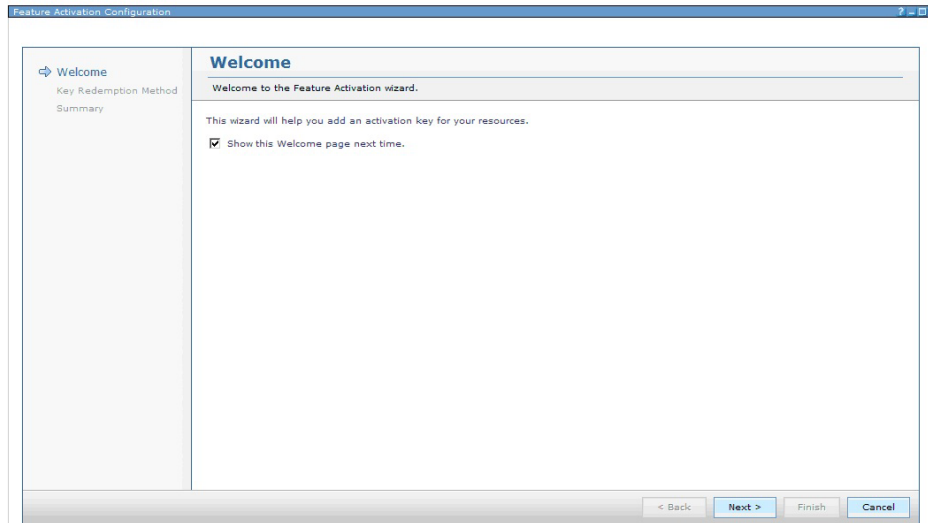 Feature Activation Configuration
? – □
Welcome
Key Redemption Method
Summary
Welcome
Welcome to the Feature Activation wizard.
This wizard will help you add an activation key for your resources.
Show this Welcome page next time.
< Back Next > Finish Cancel